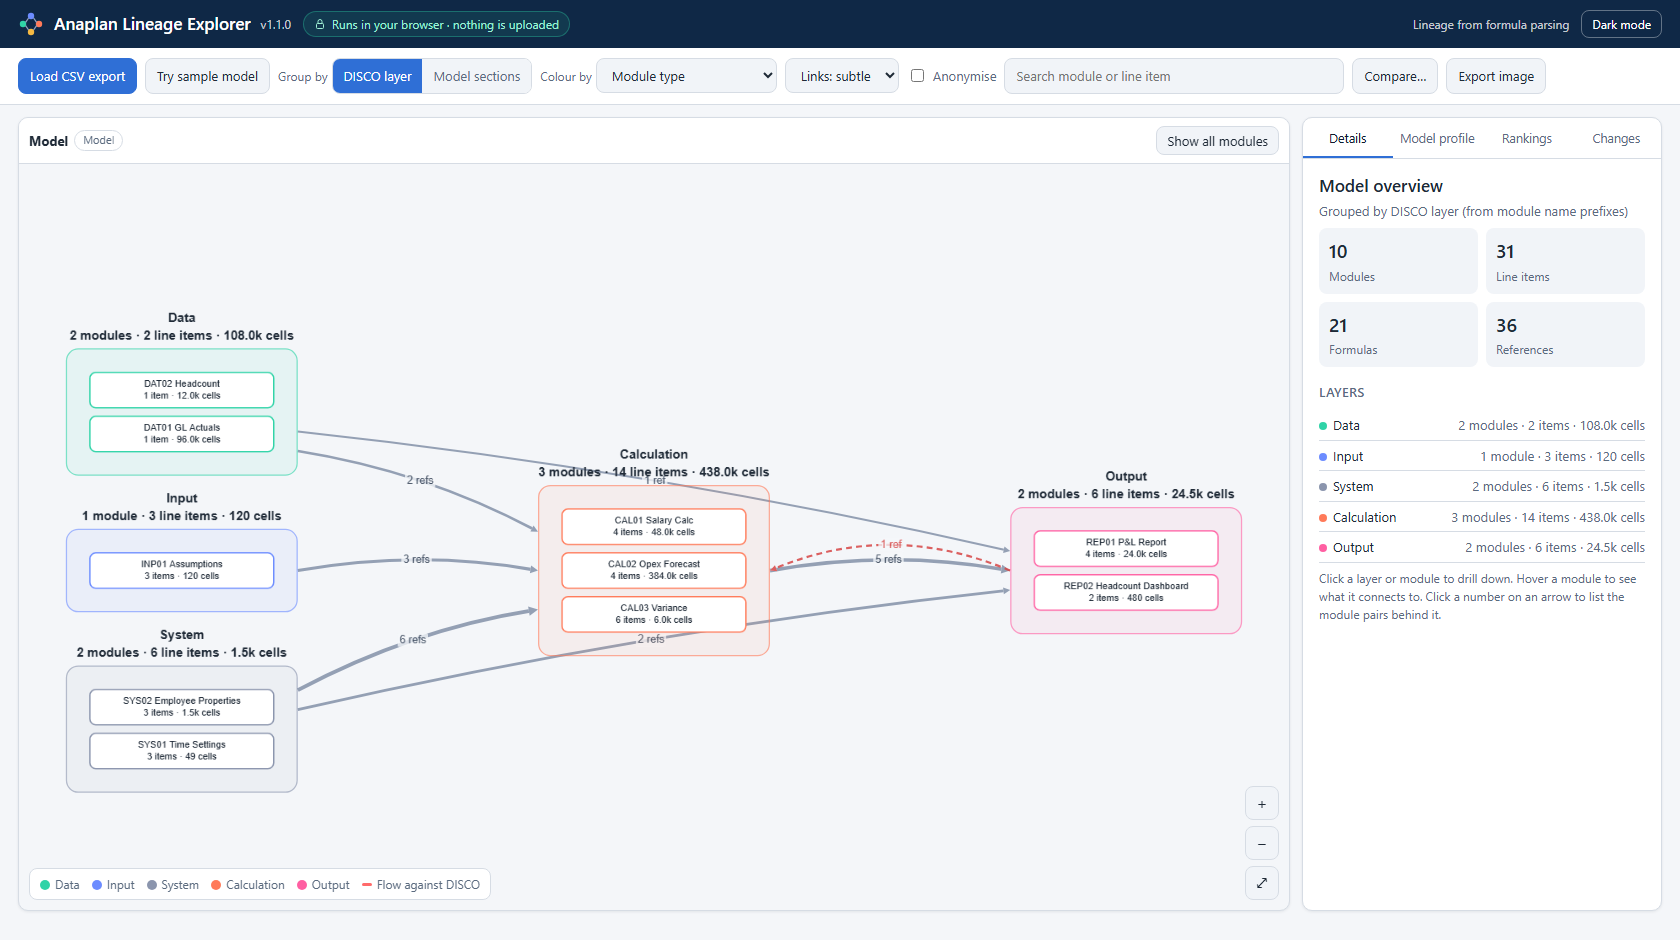 Anaplan Lineage Explorer v1.1.0 Runs in your browser · nothing is uploaded Lineage from formula parsing Dark mode
Load CSV export Try sample model Group by DISCO layer Model sections Colour by Module type Links: subtle Anonymise Search module or line item Compare... Export image
Model Model Show all modules
Data
2 modules · 2 line items · 108.0k cells
DAT02 Headcount
1 item · 12.0k cells
DAT01 GL Actuals
1 item · 96.0k cells
Input
1 module · 3 line items · 120 cells
INP01 Assumptions
3 items · 120 cells
System
2 modules · 6 line items · 1.5k cells
SYS02 Employee Properties
3 items · 1.5k cells
SYS01 Time Settings
3 items · 49 cells
2 refs
3 refs
6 refs
Calculation
3 modules · 14 line items · 438.0k cells
1 ref
CAL01 Salary Calc
4 items · 48.0k cells
CAL02 Opex Forecast
4 items · 384.0k cells
CAL03 Variance
6 items · 6.0k cells
2 refs
1 ref
5 refs
Output
2 modules · 6 line items · 24.5k cells
REP01 P&L Report
4 items · 24.0k cells
REP02 Headcount Dashboard
2 items · 480 cells
+
−
Data Input System Calculation Output Flow against DISCO
Details Model profile Rankings Changes
Model overview
Grouped by DISCO layer (from module name prefixes)
10
Modules
31
Line items
21
Formulas
36
References
LAYERS
Data 2 modules · 2 items · 108.0k cells
Input 1 module · 3 items · 120 cells
System 2 modules · 6 items · 1.5k cells
Calculation 3 modules · 14 items · 438.0k cells
Output 2 modules · 6 items · 24.5k cells
Click a layer or module to drill down. Hover a module to see
what it connects to. Click a number on an arrow to list the
module pairs behind it.